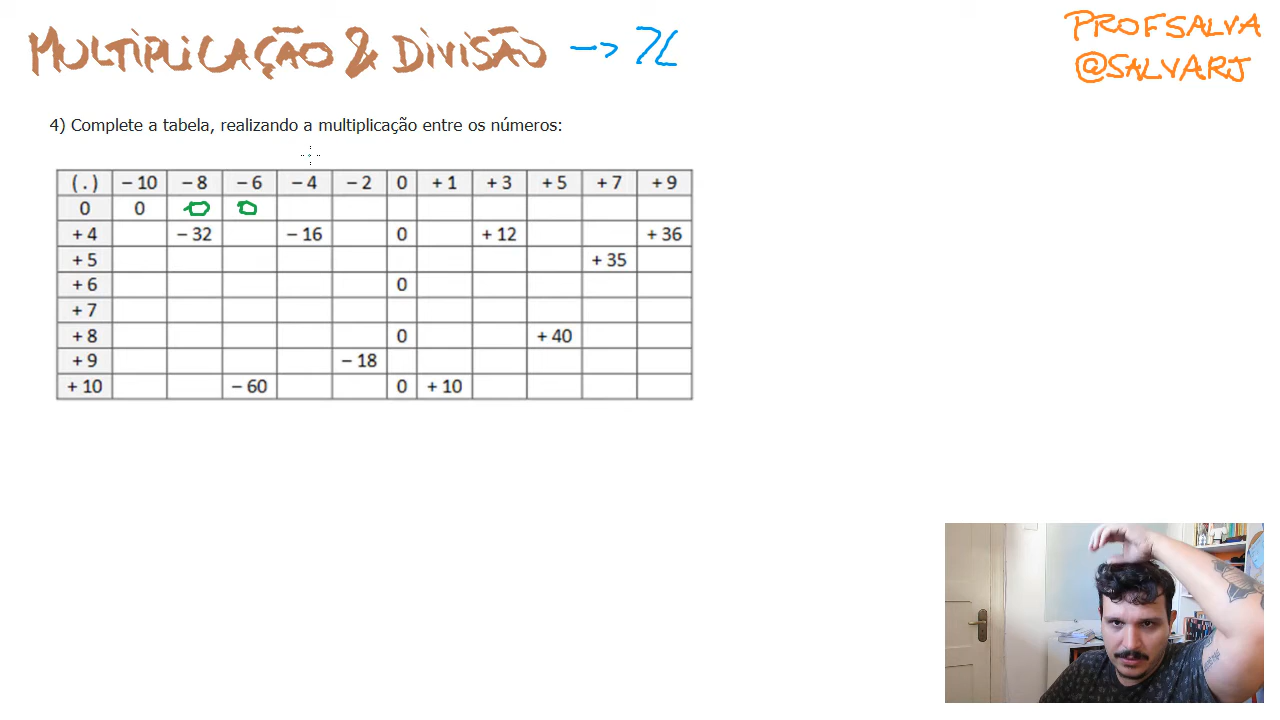 MULTIPLICAÇÃO & DIVISÃO → ℤ
PROFSALVA
@SALVARJ
4) Complete a tabela, realizando a multiplicação entre os números:
( . ) – 10 – 8 – 6 – 4 – 2 0 + 1 + 3 + 5 + 7 + 9
0 0 0 0
+ 4 – 32 – 16 0 + 12 + 36
+ 5 + 35
+ 6 0
+ 7
+ 8 0 + 40
+ 9 – 18
+ 10 – 60 0 + 10